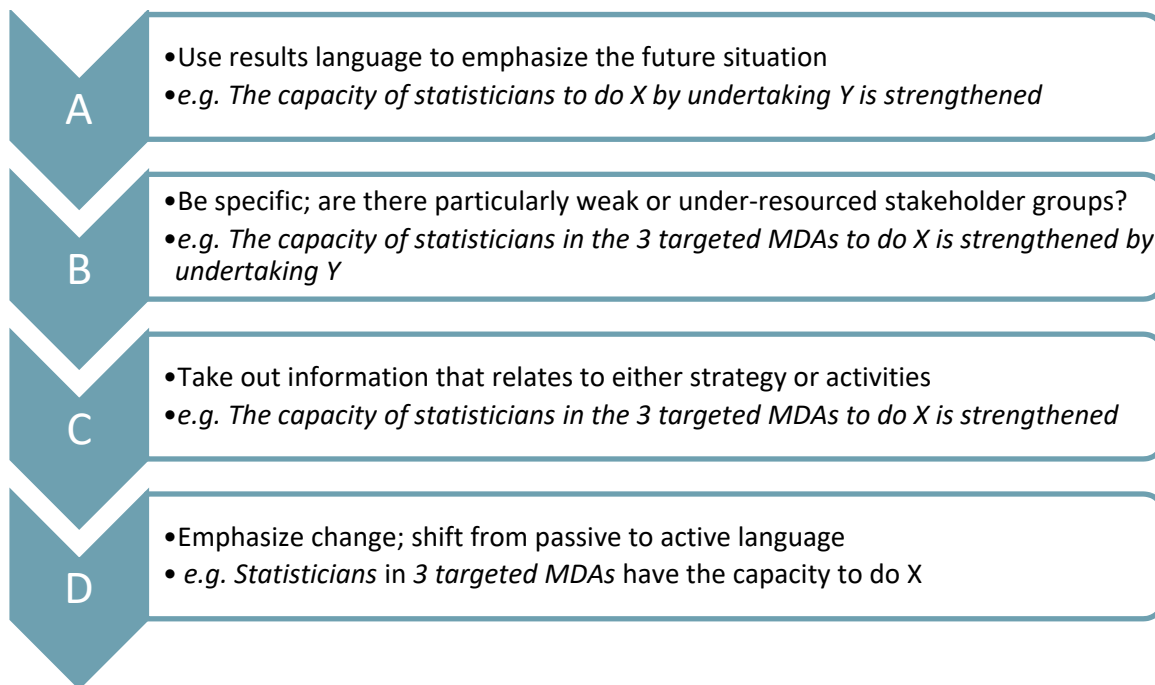 A
•Use results language to emphasize the future situation
•e.g. The capacity of statisticians to do X by undertaking Y is strengthened
B
•Be specific; are there particularly weak or under-resourced stakeholder groups?
•e.g. The capacity of statisticians in the 3 targeted MDAs to do X is strengthened by
undertaking Y
C
•Take out information that relates to either strategy or activities
•e.g. The capacity of statisticians in the 3 targeted MDAs to do X is strengthened
D
•Emphasize change; shift from passive to active language
• e.g. Statisticians in 3 targeted MDAs have the capacity to do X